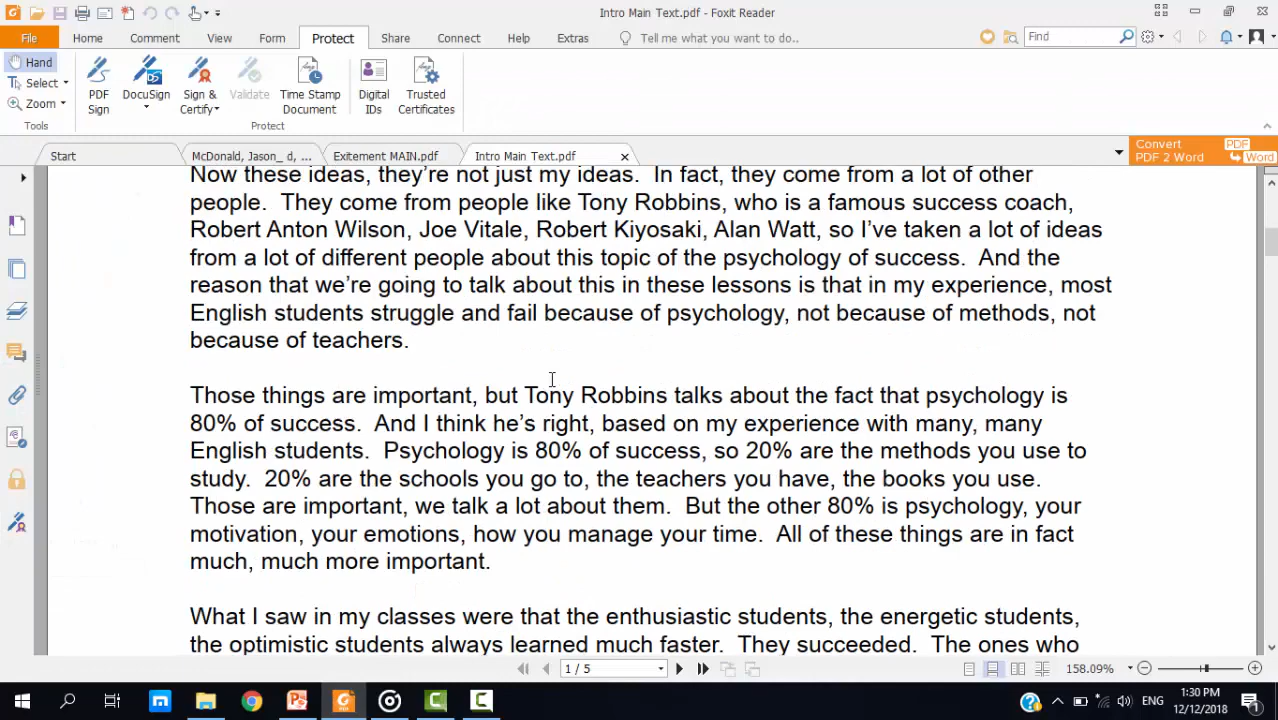 Intro Main Text.pdf - Foxit Reader
File Home Comment View Form Protect Share Connect Help Extras Tell me what you want to do... Find
Hand
Select
Zoom
Tools
PDF Sign
DocuSign
Sign & Certify
Validate
Time Stamp Document
Digital IDs
Trusted Certificates
Protect
Start McDonald, Jason_ d, ... Exitement MAIN.pdf Intro Main Text.pdf
Convert PDF
PDF 2 Word Word
Now these ideas, they're not just my ideas.  In fact, they come from a lot of other
people.  They come from people like Tony Robbins, who is a famous success coach,
Robert Anton Wilson, Joe Vitale, Robert Kiyosaki, Alan Watt, so I've taken a lot of ideas
from a lot of different people about this topic of the psychology of success.  And the
reason that we're going to talk about this in these lessons is that in my experience, most
English students struggle and fail because of psychology, not because of methods, not
because of teachers.
Those things are important, but Tony Robbins talks about the fact that psychology is
80% of success.  And I think he's right, based on my experience with many, many
English students.  Psychology is 80% of success, so 20% are the methods you use to
study.  20% are the schools you go to, the teachers you have, the books you use.
Those are important, we talk a lot about them.  But the other 80% is psychology, your
motivation, your emotions, how you manage your time.  All of these things are in fact
much, much more important.
What I saw in my classes were that the enthusiastic students, the energetic students,
the optimistic students always learned much faster.  They succeeded.  The ones who
1 / 5
158.09%
ENG
1:30 PM
12/12/2018